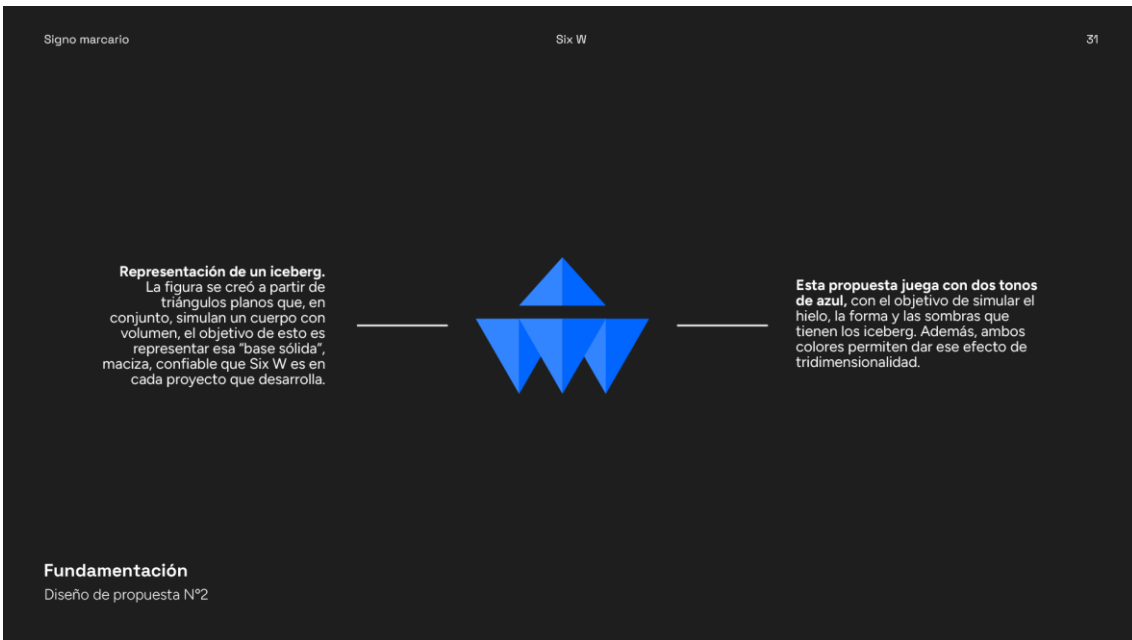 Signo marcario
Six W
31
Representación de un iceberg.
La figura se creó a partir de
triángulos planos que, en
conjunto, simulan un cuerpo con
volumen, el objetivo de esto es
representar esa "base sólida",
maciza, confiable que Six W es en
cada proyecto que desarrolla.
Esta propuesta juega con dos tonos
de azul, con el objetivo de simular el
hielo, la forma y las sombras que
tienen los iceberg. Además, ambos
colores permiten dar ese efecto de
tridimensionalidad.
Fundamentación
Diseño de propuesta Nº2